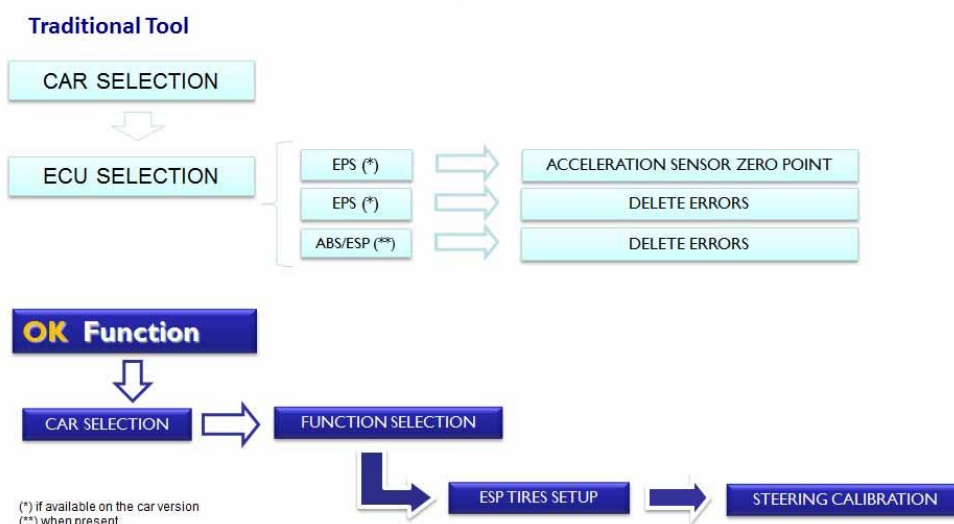 Traditional Tool
CAR SELECTION
ECU SELECTION
EPS (*)
ACCELERATION SENSOR ZERO POINT
EPS (*)
DELETE ERRORS
ABS/ESP (**)
DELETE ERRORS
OK Function
CAR SELECTION
FUNCTION SELECTION
ESP TIRES SETUP
STEERING CALIBRATION
(*) if available on the car version
(**) when present